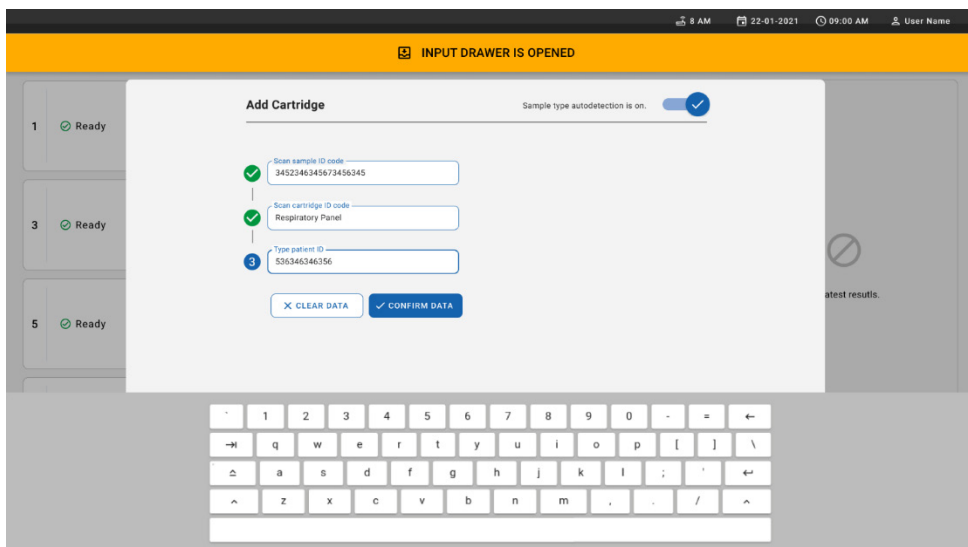 8 AM 22-01-2021 09:00 AM User Name
INPUT DRAWER IS OPENED
Add Cartridge
Sample type autodetection is on.
1 Ready
Scan sample ID code
3452346345673456345
Scan cartridge ID code
Respiratory Panel
3 Ready
3
Type patient ID
536346346356
CLEAR DATA
CONFIRM DATA
atest resutls.
5 Ready
` 1 2 3 4 5 6 7 8 9 0 - = ←
q w e r t y u i o p [ ] \
a s d f g h j k l ; '
z x c v b n m , . /